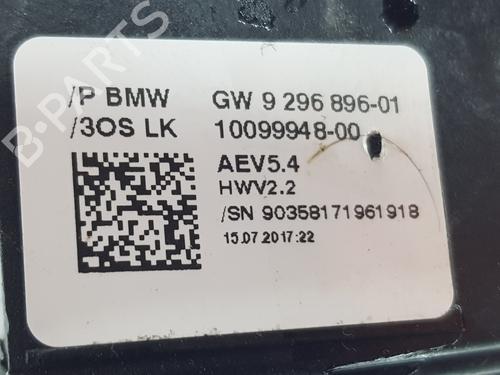 /P BMW GW 9 296 896-01
/3OS LK 10099948-00
AEV5.4
HWV2.2
/SN 90358171961918
15.07.2017:22
B-PARTS